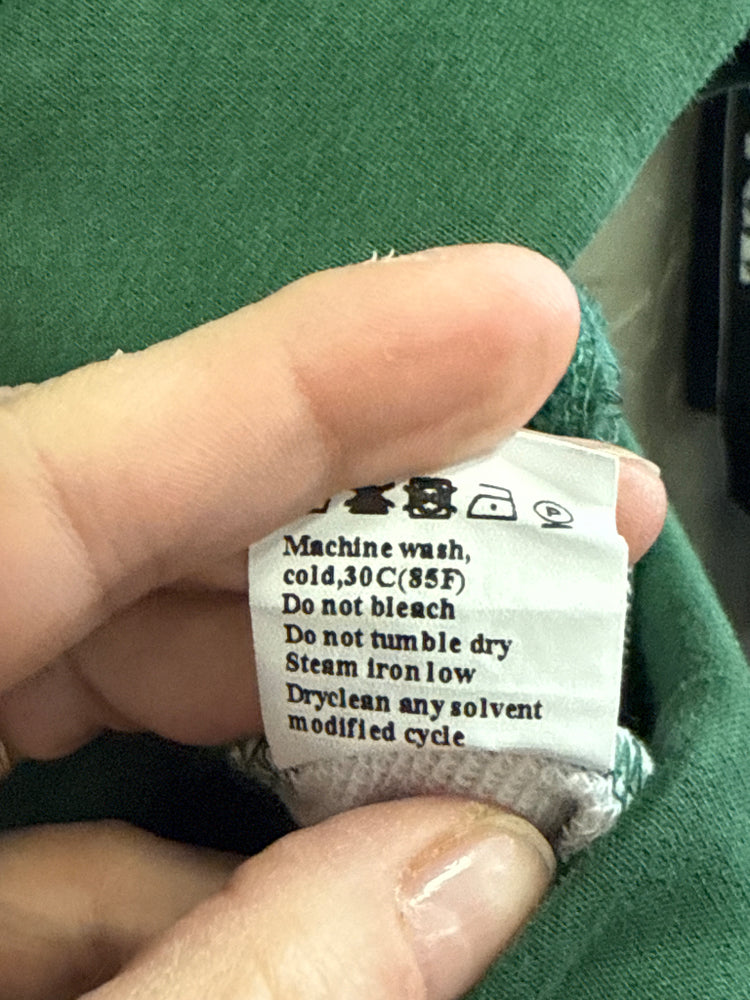 P
Machine wash,
cold,30C(85F)
Do not bleach
Do not tumble dry
Steam iron low
Dryclean any solvent
modified cycle